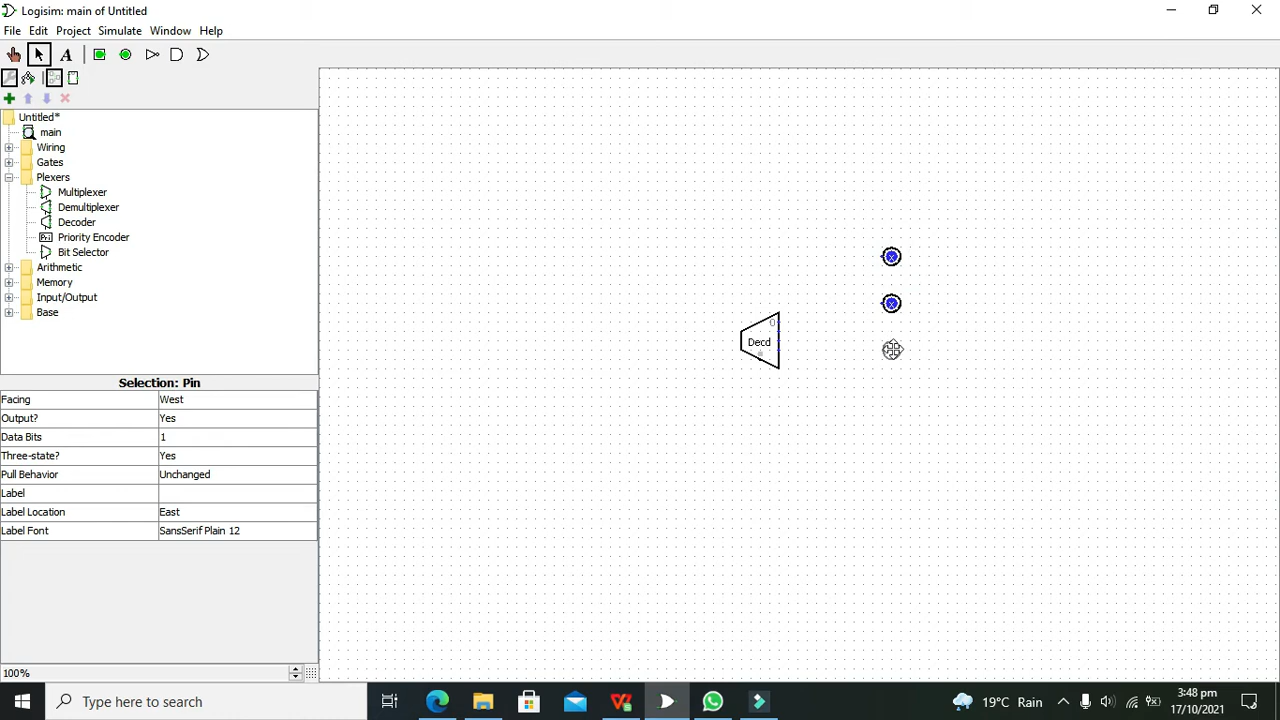 Logisim: main of Untitled
File Edit Project Simulate Window Help
A
Untitled*
main
Wiring
Gates
Plexers
Multiplexer
Demultiplexer
Decoder
Pri Priority Encoder
Bit Selector
Arithmetic
Memory
Input/Output
Base
Selection: Pin
Facing West
Output? Yes
Data Bits 1
Three-state? Yes
Pull Behavior Unchanged
Label
Label Location East
Label Font SansSerif Plain 12
100%
x
x
0
Decd
Type here to search
19°C Rain
3:48 pm
17/10/2021